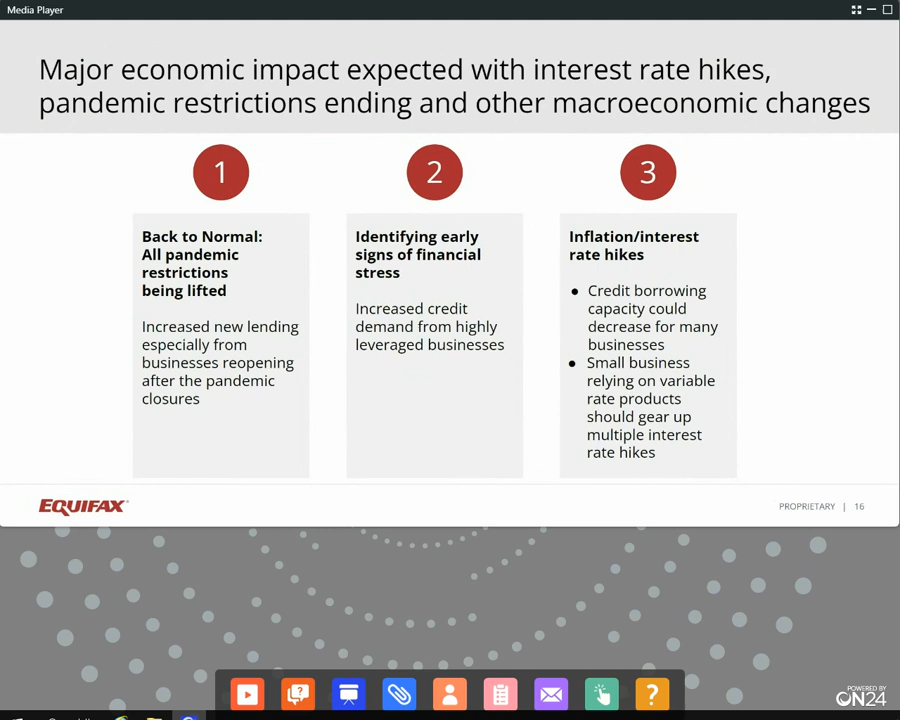 Media Player
Major economic impact expected with interest rate hikes,
pandemic restrictions ending and other macroeconomic changes
1
Back to Normal:
All pandemic
restrictions
being lifted
Increased new lending
especially from
businesses reopening
after the pandemic
closures
2
Identifying early
signs of financial
stress
Increased credit
demand from highly
leveraged businesses
3
Inflation/interest
rate hikes
● Credit borrowing
capacity could
decrease for many
businesses
● Small business
relying on variable
rate products
should gear up
multiple interest
rate hikes
EQUIFAX
PROPRIETARY | 16
?
?
POWERED BY
ON24